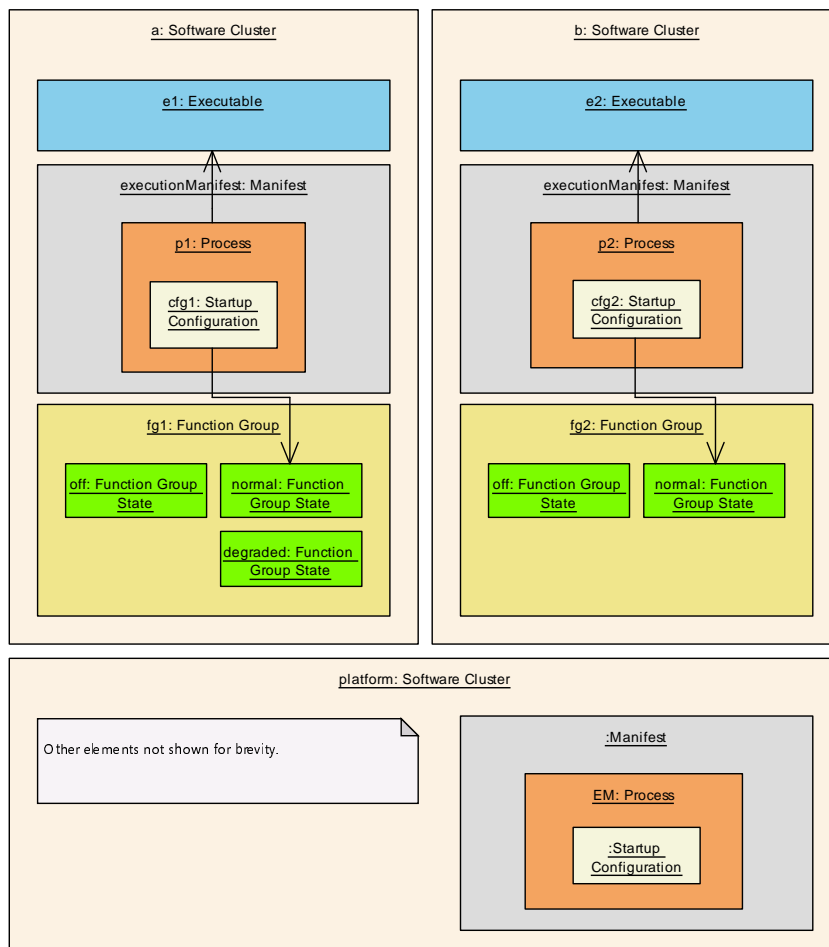 a: Software Cluster
e1: Executable
executionManifest: Manifest
p1: Process
cfg1: Startup
Configuration
fg1: Function Group
off: Function Group
State
normal: Function
Group State
degraded: Function
Group State
b: Software Cluster
e2: Executable
executionManifest: Manifest
p2: Process
cfg2: Startup
Configuration
fg2: Function Group
off: Function Group
State
normal: Function
Group State
platform: Software Cluster
Other elements not shown for brevity.
:Manifest
EM: Process
:Startup
Configuration